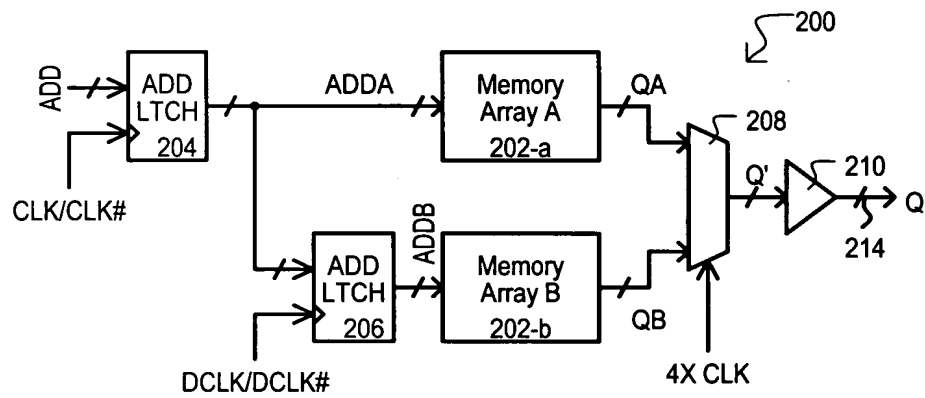 200
ADD
ADD
LTCH
204
CLK/CLK#
ADDA
Memory
Array A
202-a
QA
208
Q'
210
Q
214
ADD
LTCH
206
DCLK/DCLK#
ADDB
Memory
Array B
202-b
QB
4X CLK